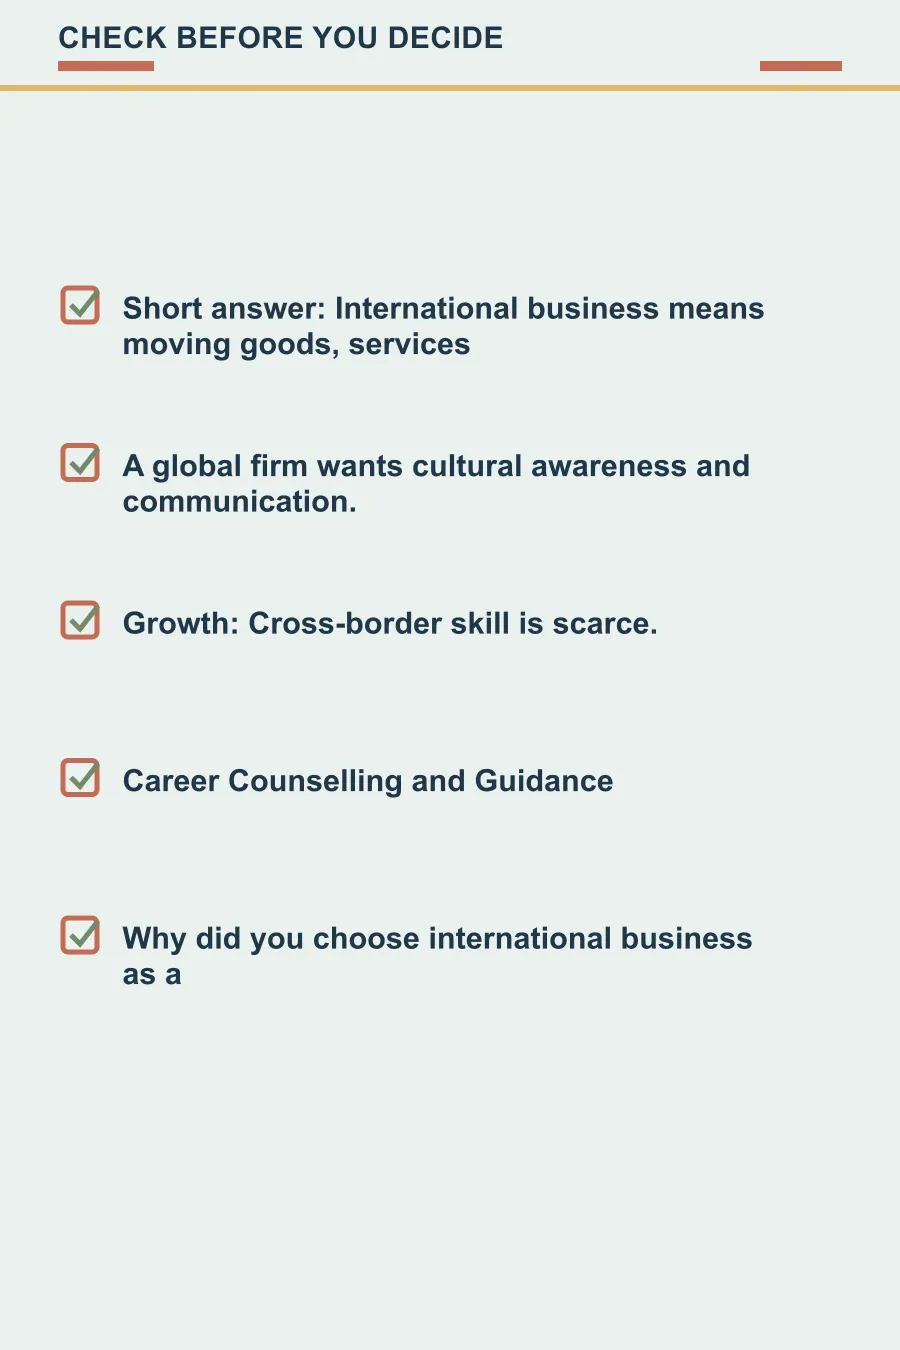 CHECK BEFORE YOU DECIDE
Short answer: International business means
moving goods, services
A global firm wants cultural awareness and
communication.
Growth: Cross-border skill is scarce.
Career Counselling and Guidance
Why did you choose international business
as a